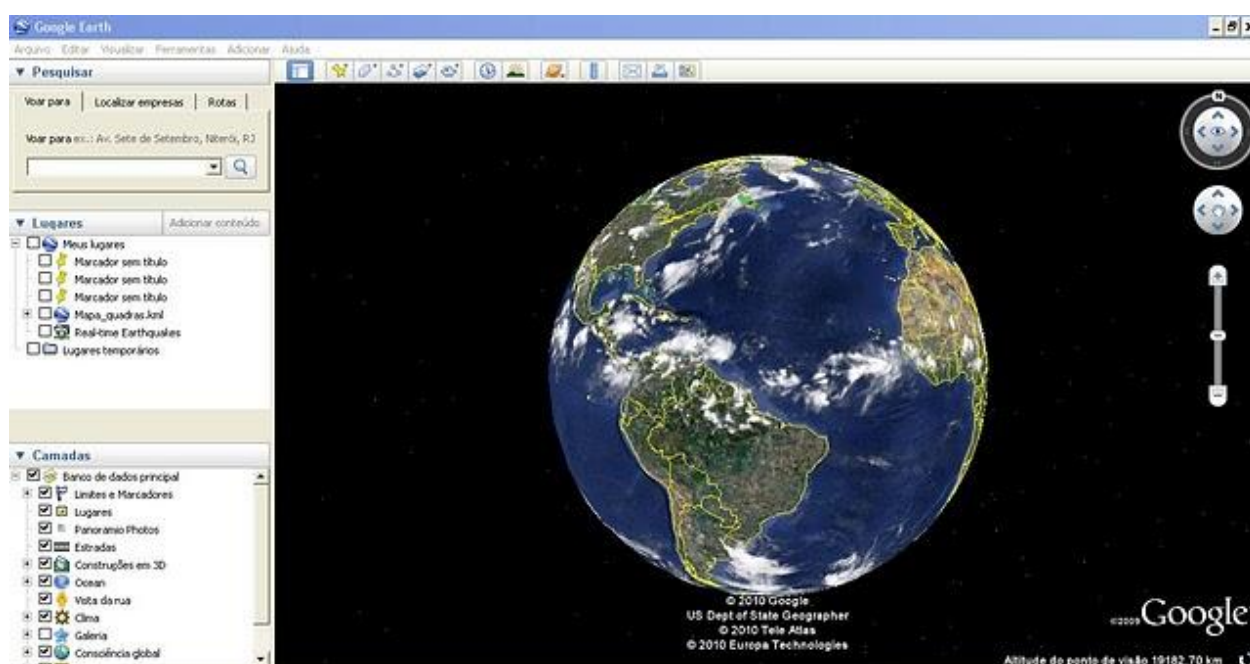 Google Earth
Arquivo Editar Visualizar Ferramentas Adicionar Ajuda
Pesquisar
Voar para Localizar empresas Rotas
Voar para ex.: Av. Sete de Setembro, Niterói, RJ
N
Lugares Adicionar conteúdo
Meus lugares
Marcador sem título
Marcador sem título
Marcador sem título
Mapa_quadras.kml
Real-time Earthquakes
Lugares temporários
Camadas
Banco de dados principal
Limites e Marcadores
Lugares
Panoramio Photos
Estradas
Construções em 3D
Ocean
Vista da rua
Clima
Galeria
Consciência global
© 2010 Google
US Dept of State Geographer
© 2010 Tele Atlas
© 2010 Europa Technologies
©2009 Google
Altitude do ponto de visão 19182.70 km